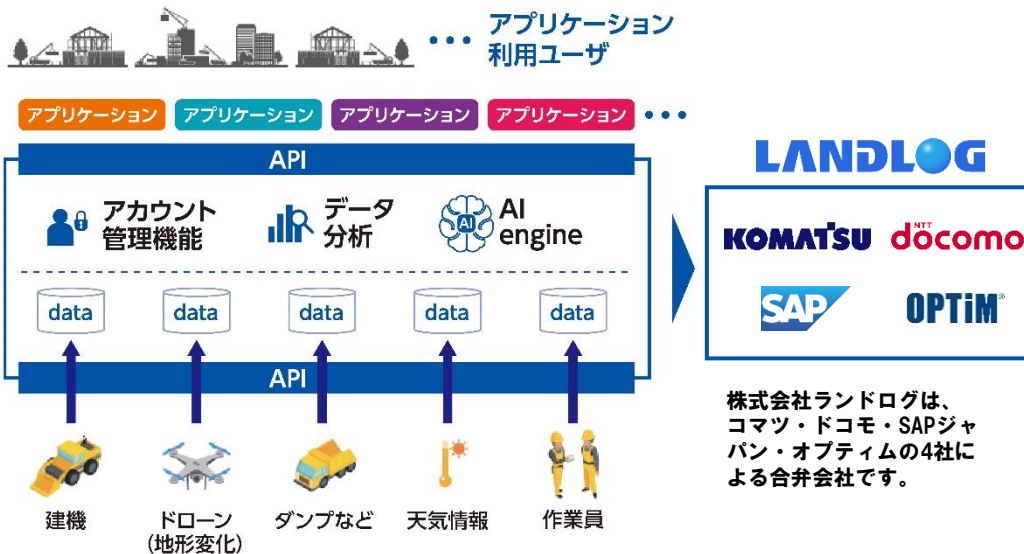 ••• アプリケーション
利用ユーザ
アプリケーション アプリケーション アプリケーション アプリケーション •••
API
アカウント
管理機能
データ
分析
AI
AI
engine
data data data data data
API
建機
ドローン
(地形変化)
ダンプなど
天気情報
作業員
LANDLOG
KOMATSU
NTT
döcomo
SAP
OPTiM®
株式会社ランドログは、
コマツ・ドコモ・SAPジャ
パン・オプティムの4社に
よる合弁会社です。